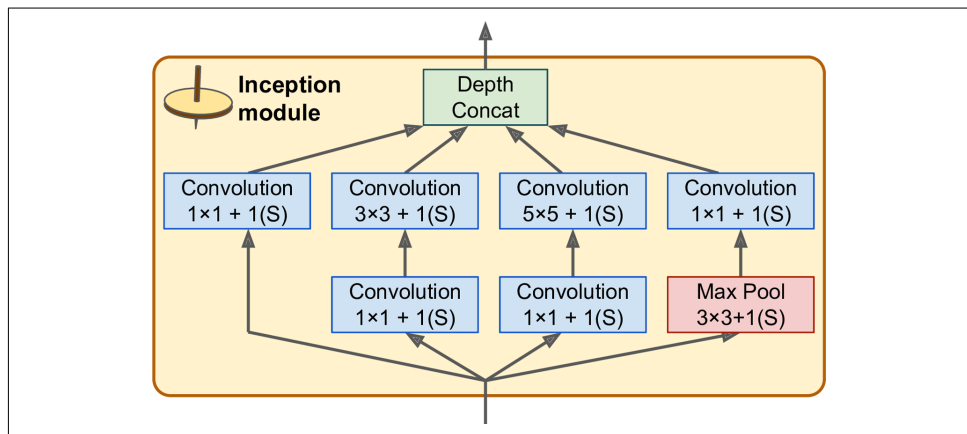 Inception
module
Depth
Concat
Convolution
1×1 + 1(S)
Convolution
3×3 + 1(S)
Convolution
5×5 + 1(S)
Convolution
1×1 + 1(S)
Convolution
1×1 + 1(S)
Convolution
1×1 + 1(S)
Max Pool
3×3+1(S)